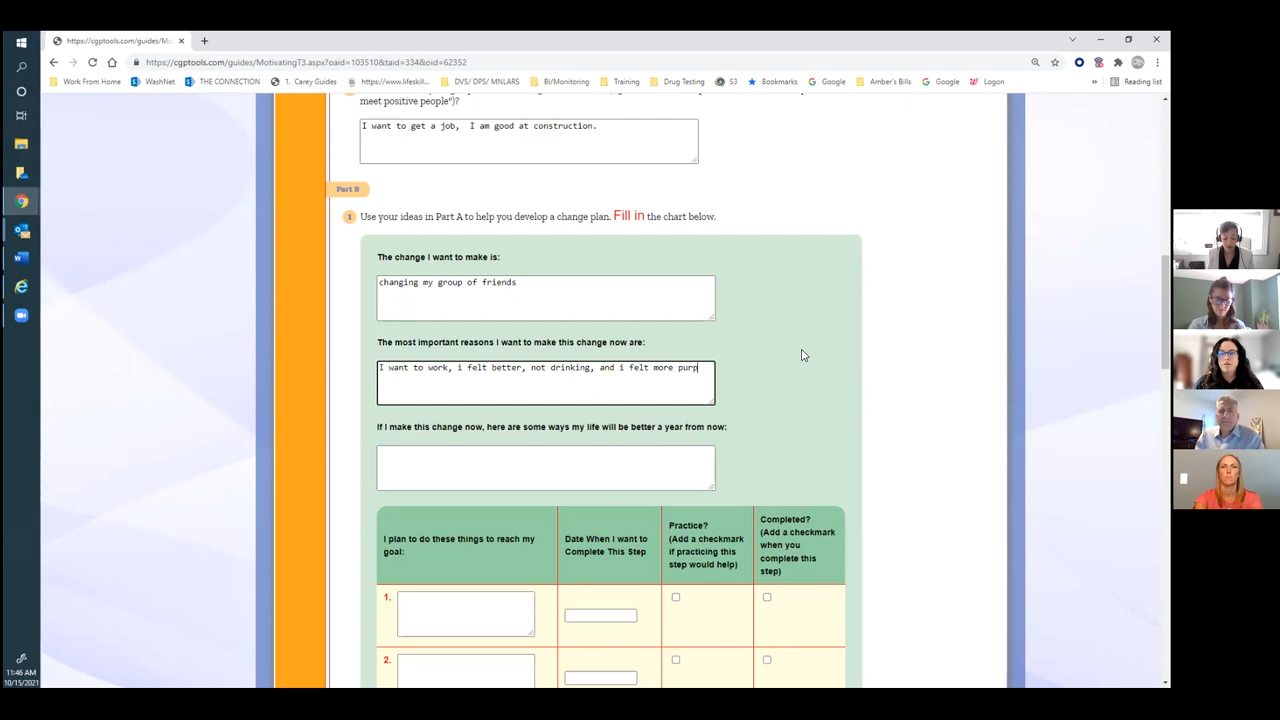 https://cgptools.com/guides/Mo
https://cgptools.com/guides/MotivatingT3.aspx?oaid=103510&taid=334&oid=62352
Work From Home
WashNet
THE CONNECTION
1. Carey Guides
https://www.lifeskill...
DVS/ DPS/ MNLARS
BI/Monitoring
Training
Drug Testing
S3
Bookmarks
Google
Amber's Bills
Google
Logon
Reading list
meet positive people")?
I want to get a job,  I am good at construction.
Part B
1 Use your ideas in Part A to help you develop a change plan. Fill in the chart below.
The change I want to make is:
changing my group of friends
The most important reasons I want to make this change now are:
I want to work, i felt better, not drinking, and i felt more purp
If I make this change now, here are some ways my life will be better a year from now:
I plan to do these things to reach my
goal:
Date When I want to
Complete This Step
Practice?
(Add a checkmark
if practicing this
step would help)
Completed?
(Add a checkmark
when you
complete this
step)
1.
2.
11:46 AM
10/15/2021